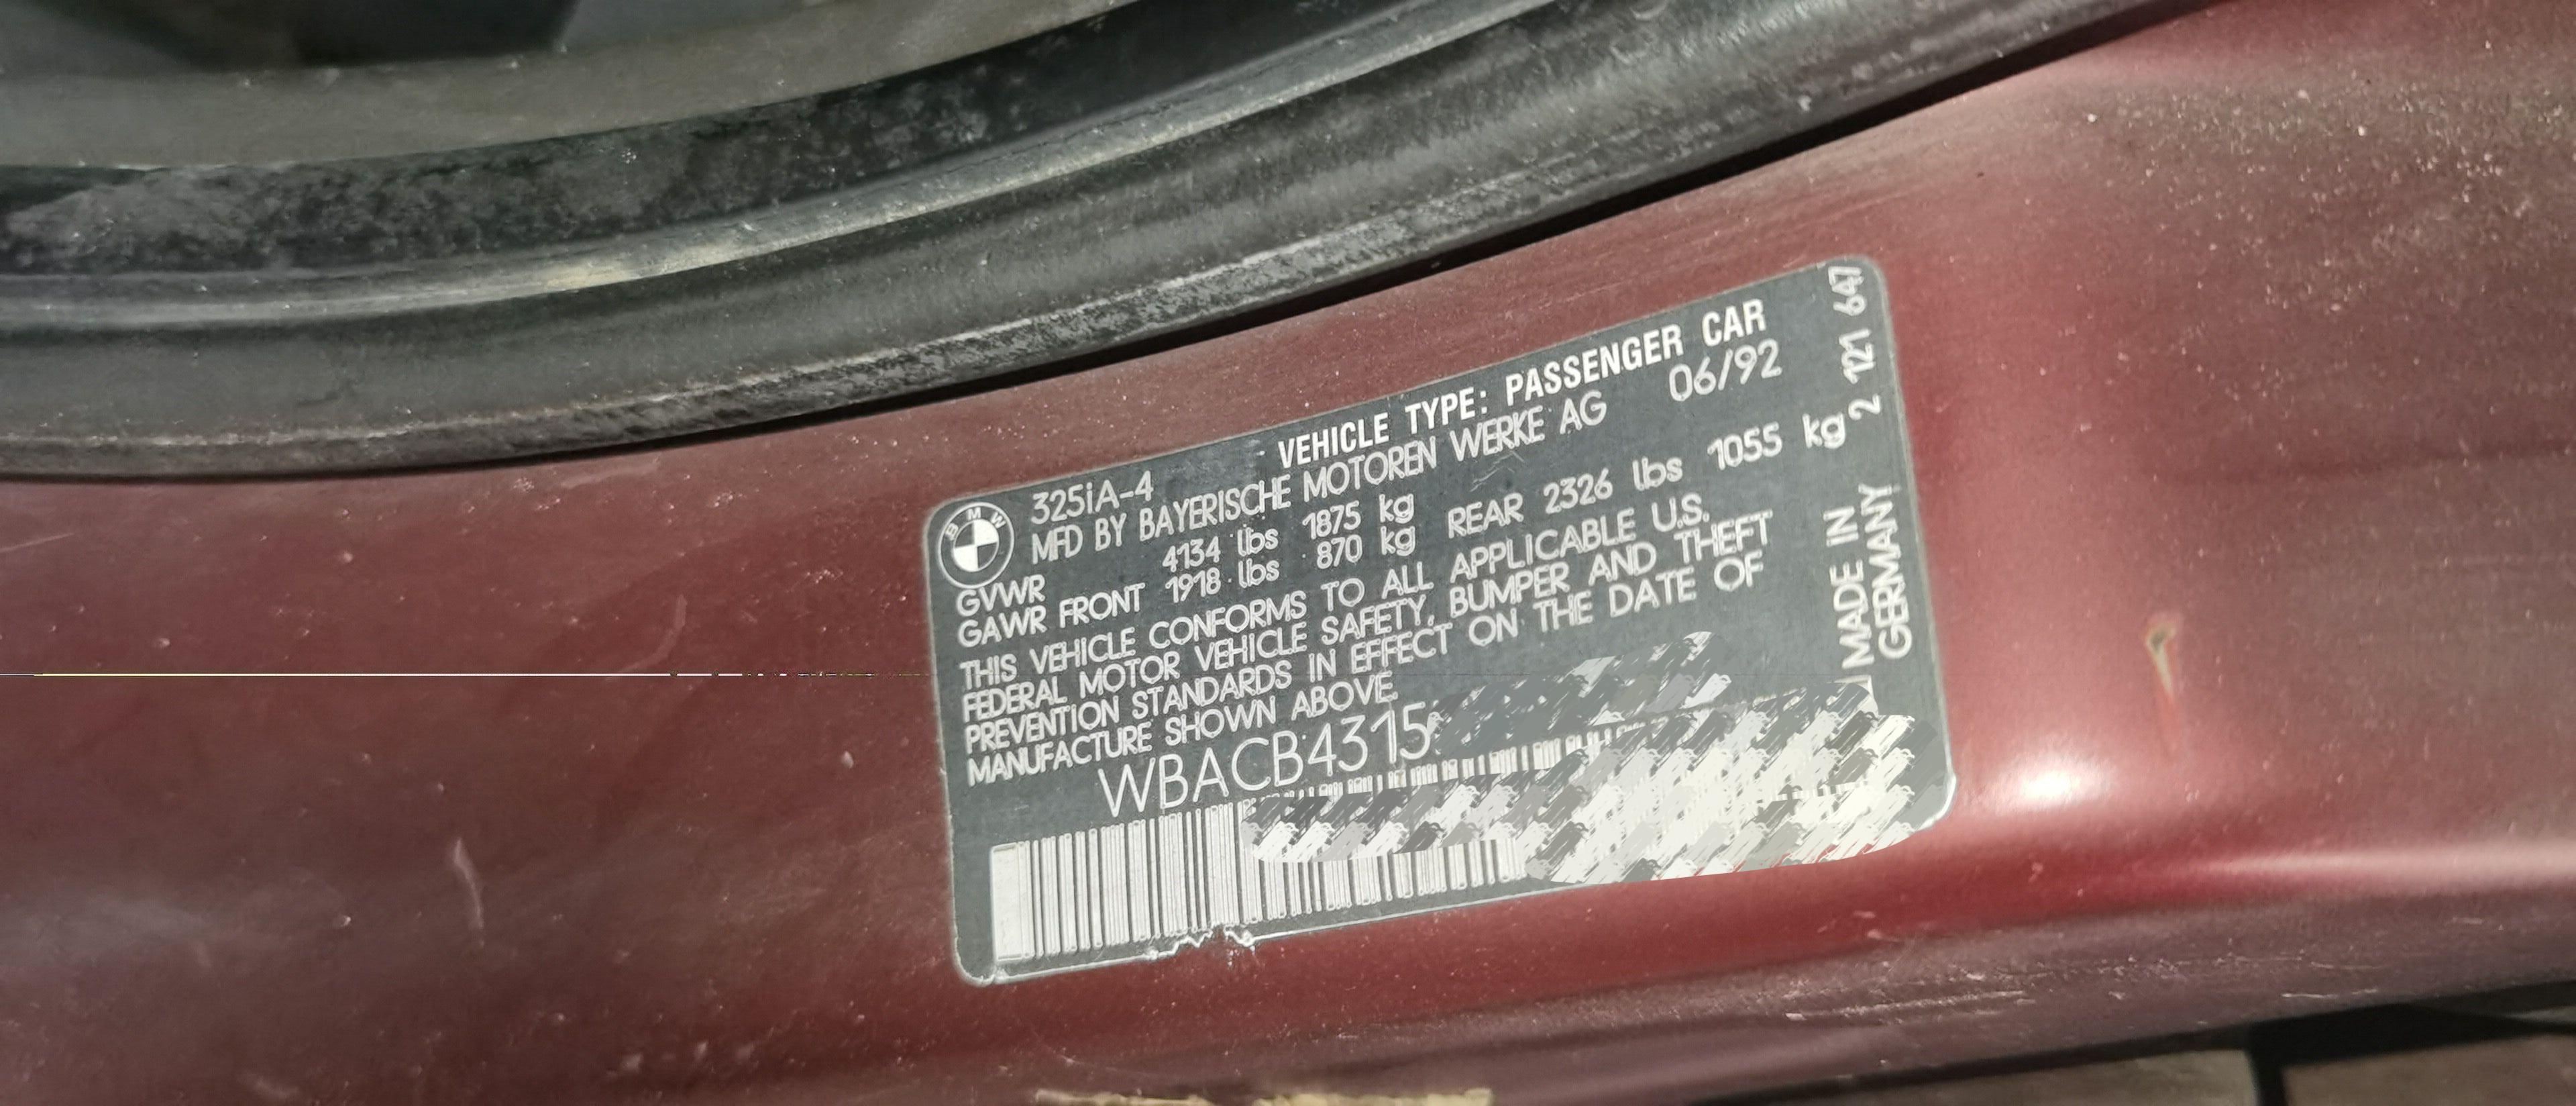 BMW
325iA-4
VEHICLE TYPE: PASSENGER CAR
MFD BY BAYERISCHE MOTOREN WERKE AG 06/92
GVWR 4134 lbs 1875 kg
GAWR FRONT 1918 lbs 870 kg REAR 2326 lbs 1055 kg
THIS VEHICLE CONFORMS TO ALL APPLICABLE U.S.
FEDERAL MOTOR VEHICLE SAFETY, BUMPER AND THEFT
PREVENTION STANDARDS IN EFFECT ON THE DATE OF
MANUFACTURE SHOWN ABOVE.
WBACB4315
MADE IN
GERMANY
2 121 647